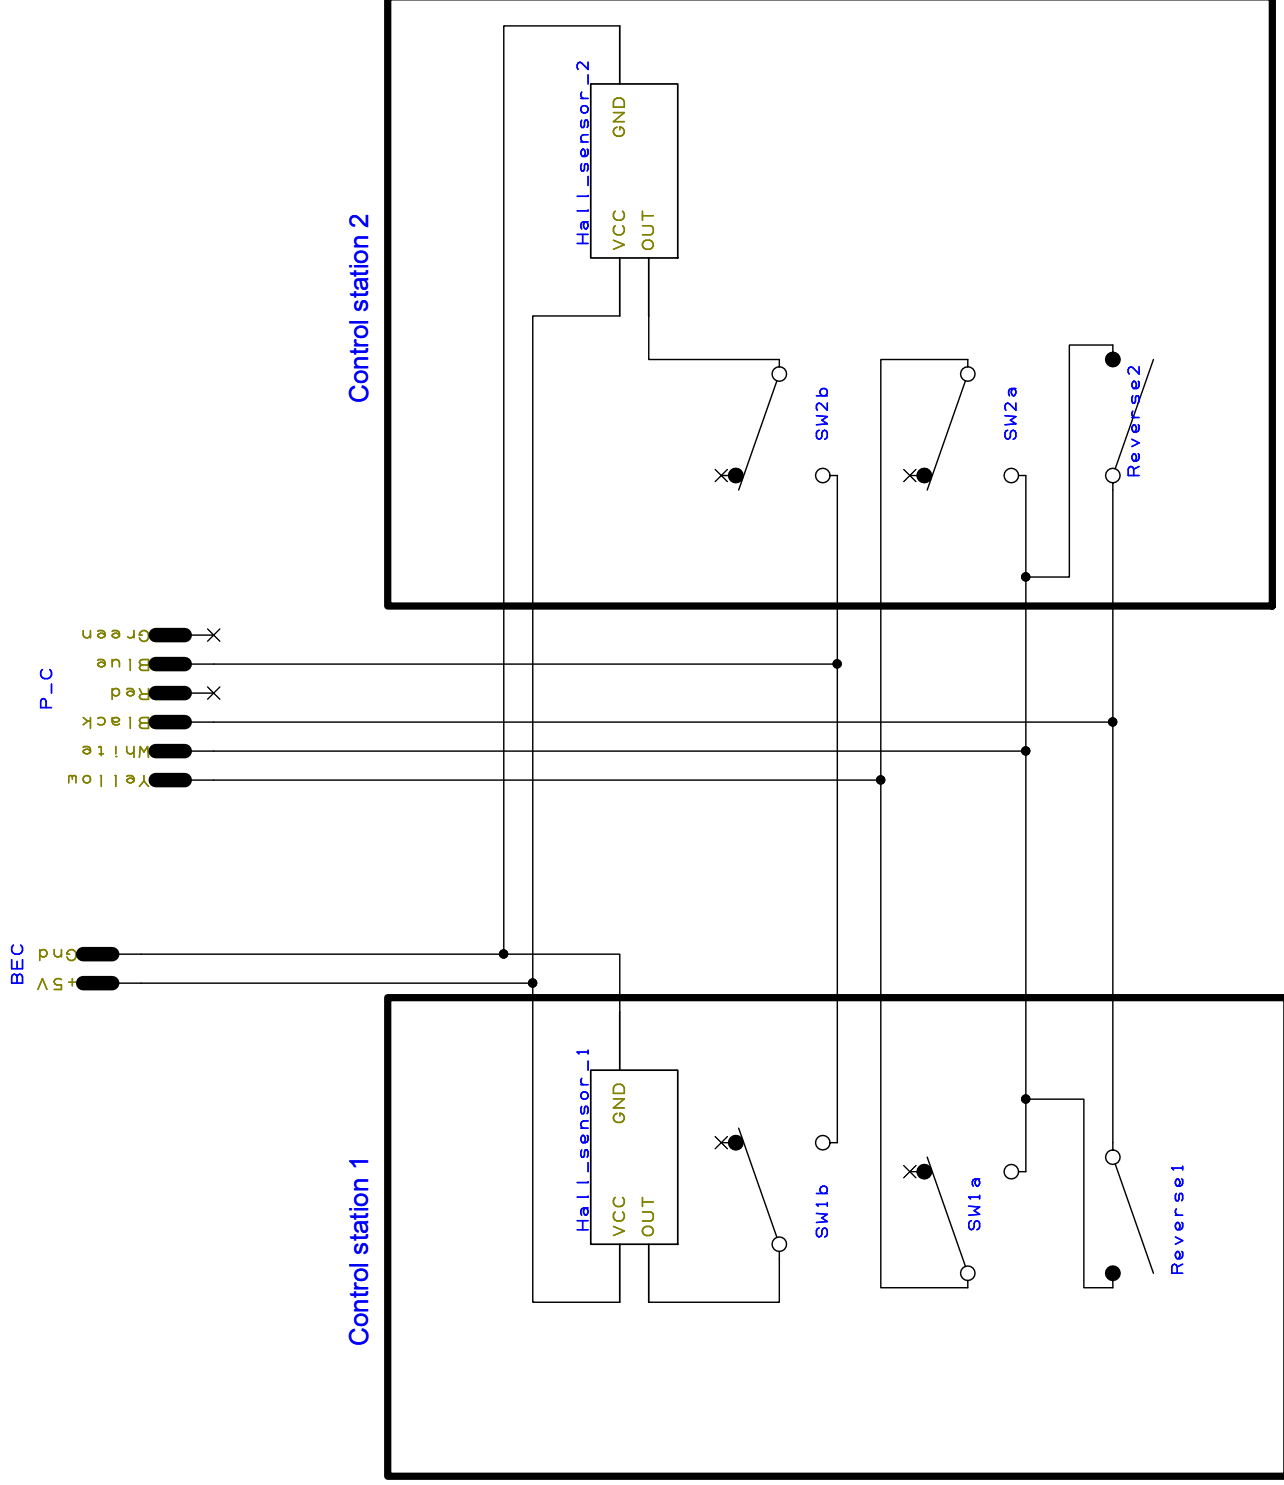 Control station 2
Hall_sensor_2
GND
VCC
OUT
SW2b
SW2a
Reverse2
P_C
Green
Blue
Red
Black
White
Yellow
BEC
Gnd
+5V
Control station 1
Hall_sensor_1
GND
VCC
OUT
SW1b
SW1a
Reverse1